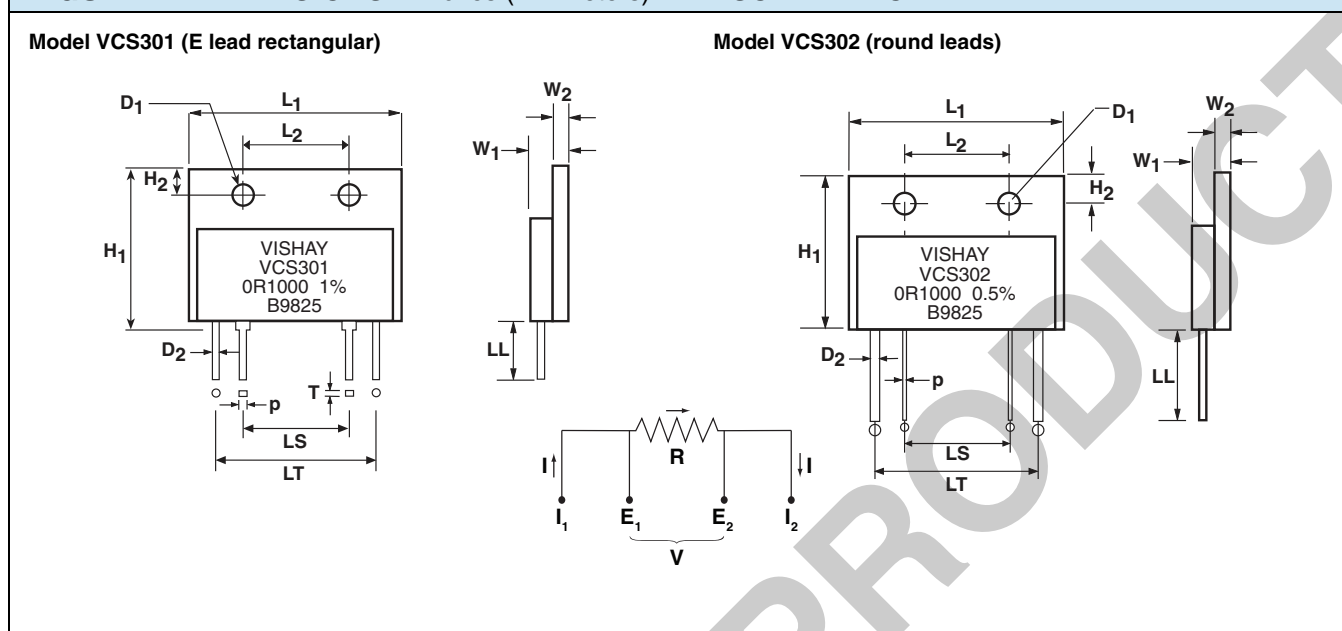 Model VCS301 (E lead rectangular)
Model VCS302 (round leads)
D1
L1
L2
H2
H1
VISHAY
VCS301
0R1000 1%
B9825
D2
T
p
LS
LT
W2
W1
LL
L1
D1
L2
H2
H1
VISHAY
VCS302
0R1000 0.5%
B9825
D2
p
LS
LT
W2
W1
LL
R
I
I
I1
E1
E2
I2
V
PRODUCT